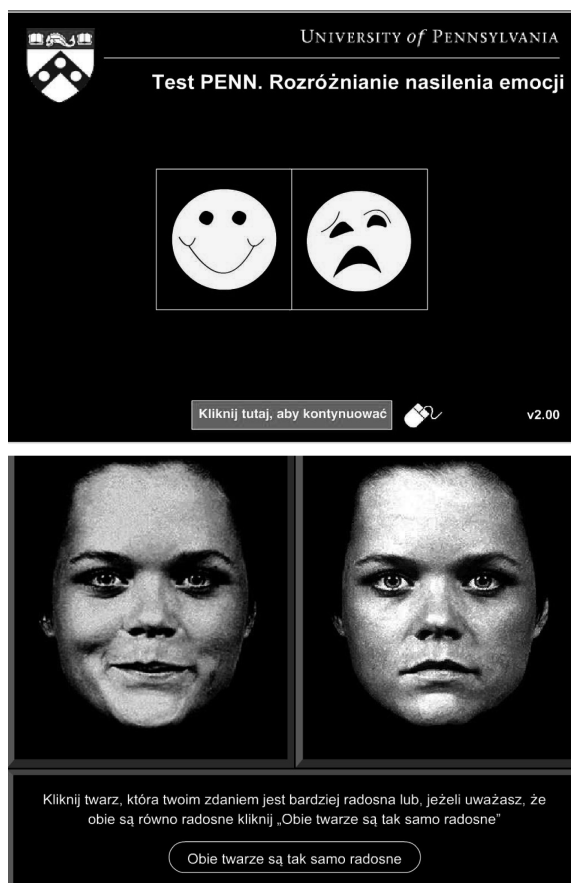 UNIVERSITY of PENNSYLVANIA
Test PENN. Rozróżnianie nasilenia emocji
Kliknij tutaj, aby kontynuować
v2.00
Kliknij twarz, która twoim zdaniem jest bardziej radosna lub, jeżeli uważasz, że
obie są równo radosne kliknij „Obie twarze są tak samo radosne”
Obie twarze są tak samo radosne